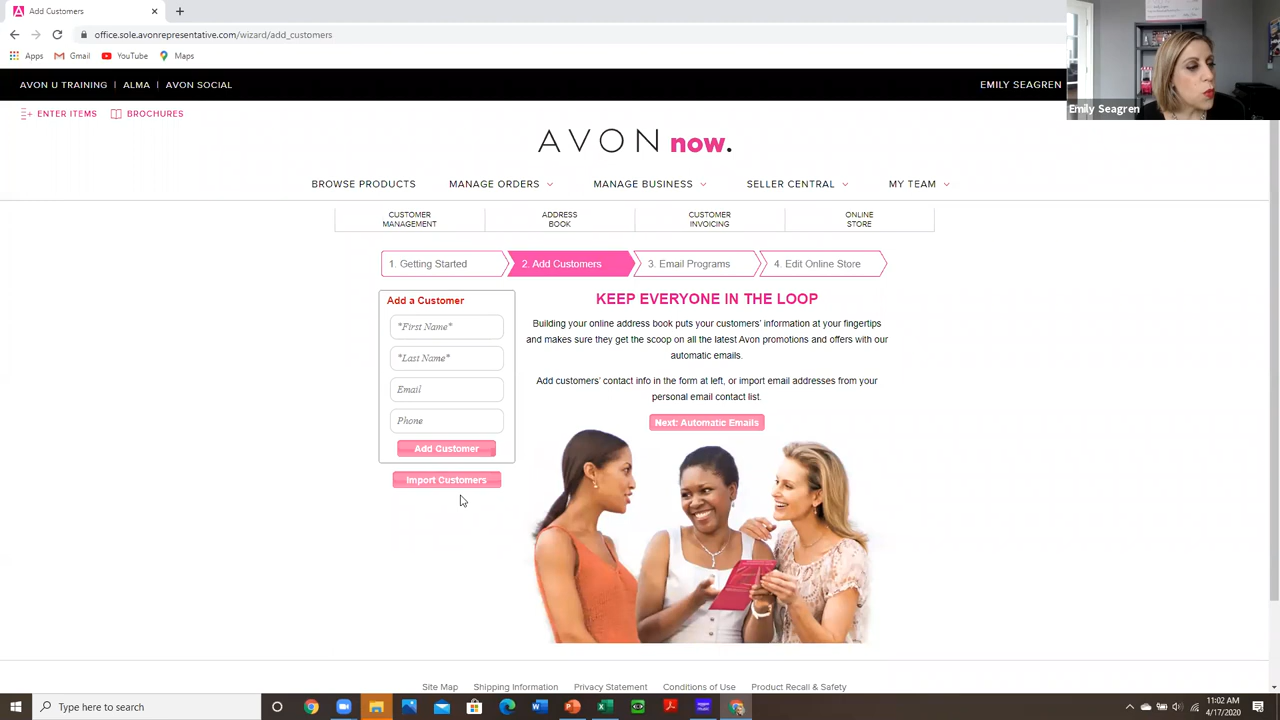 Add Customers
office.sole.avonrepresentative.com/wizard/add_customers
Apps Gmail YouTube Maps
AVON U TRAINING | ALMA | AVON SOCIAL
EMILY SEAGREN
Emily Seagren
ENTER ITEMS BROCHURES
AVON now.
BROWSE PRODUCTS MANAGE ORDERS MANAGE BUSINESS SELLER CENTRAL MY TEAM
CUSTOMER MANAGEMENT
ADDRESS BOOK
CUSTOMER INVOICING
ONLINE STORE
1. Getting Started 2. Add Customers 3. Email Programs 4. Edit Online Store
Add a Customer
*First Name*
*Last Name*
Email
Phone
Add Customer
Import Customers
KEEP EVERYONE IN THE LOOP
Building your online address book puts your customers' information at your fingertips
and makes sure they get the scoop on all the latest Avon promotions and offers with our
automatic emails.
Add customers' contact info in the form at left, or import email addresses from your
personal email contact list.
Next: Automatic Emails
Site Map Shipping Information Privacy Statement Conditions of Use Product Recall & Safety
Type here to search
11:02 AM
4/17/2020